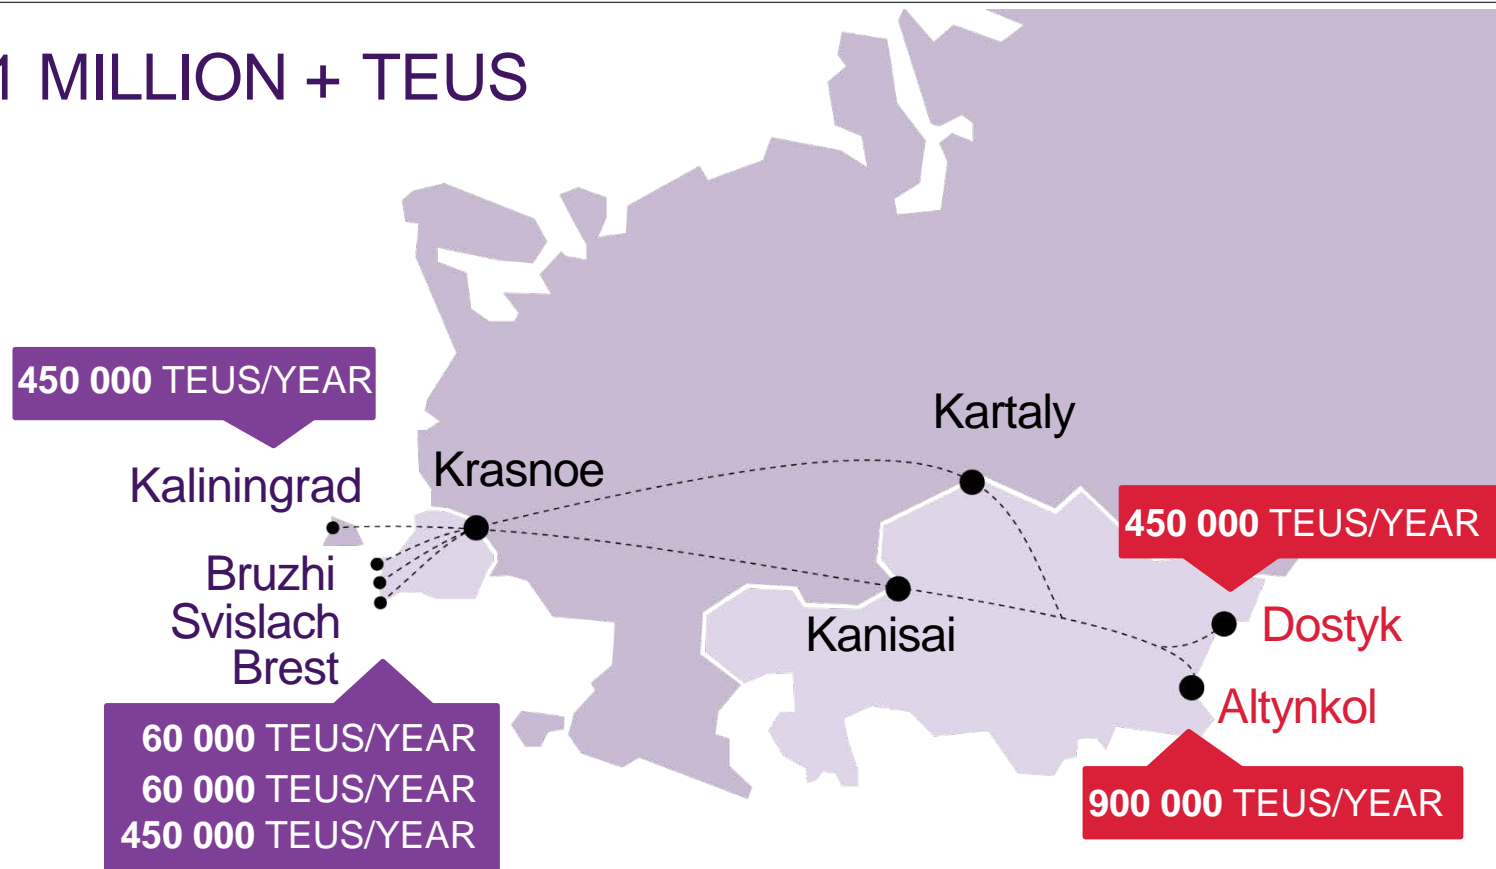 1 MILLION + TEUS
450 000 TEUS/YEAR
Kaliningrad
Krasnoe
Kartaly
450 000 TEUS/YEAR
Bruzhi
Svislach
Brest
Kanisai
Dostyk
Altynkol
60 000 TEUS/YEAR
60 000 TEUS/YEAR
450 000 TEUS/YEAR
900 000 TEUS/YEAR